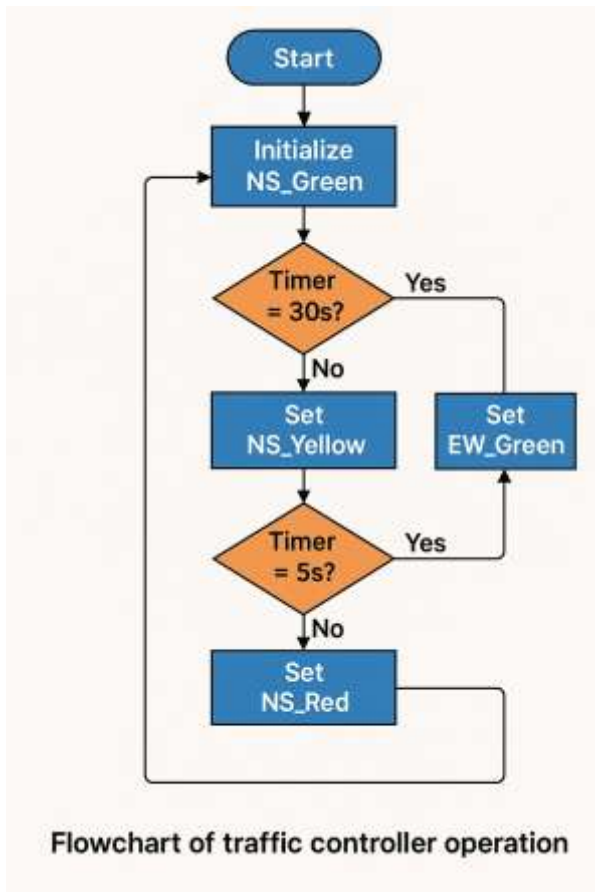 Start
Initialize
NS_Green
Timer
= 30s?
Yes
No
Set
NS_Yellow
Set
EW_Green
Timer
= 5s?
Yes
No
Set
NS_Red
Flowchart of traffic controller operation